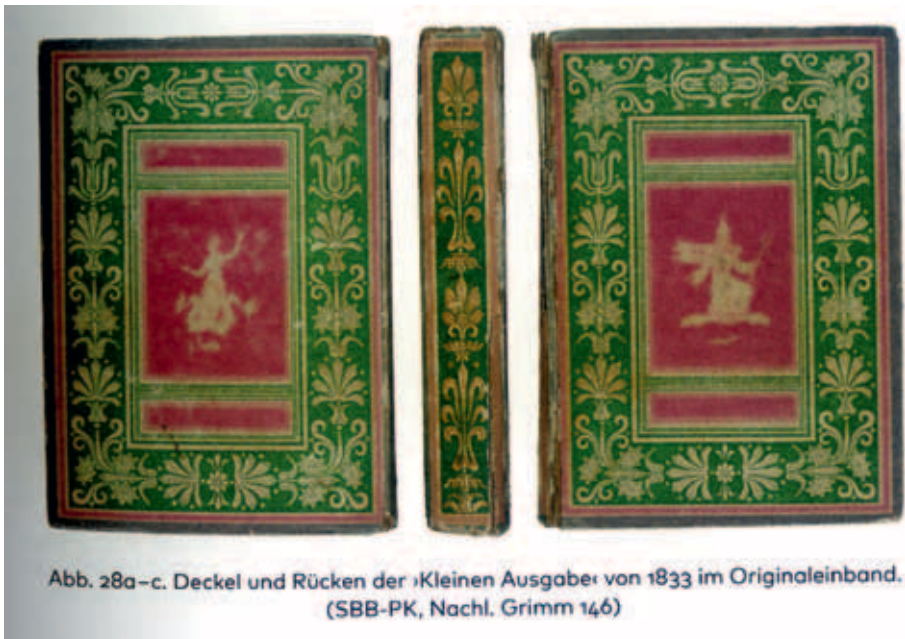 Abb. 28a–c. Deckel und Rücken der ›Kleinen Ausgabe‹ von 1833 im Originaleinband.
(SBB-PK, Nachl. Grimm 146)